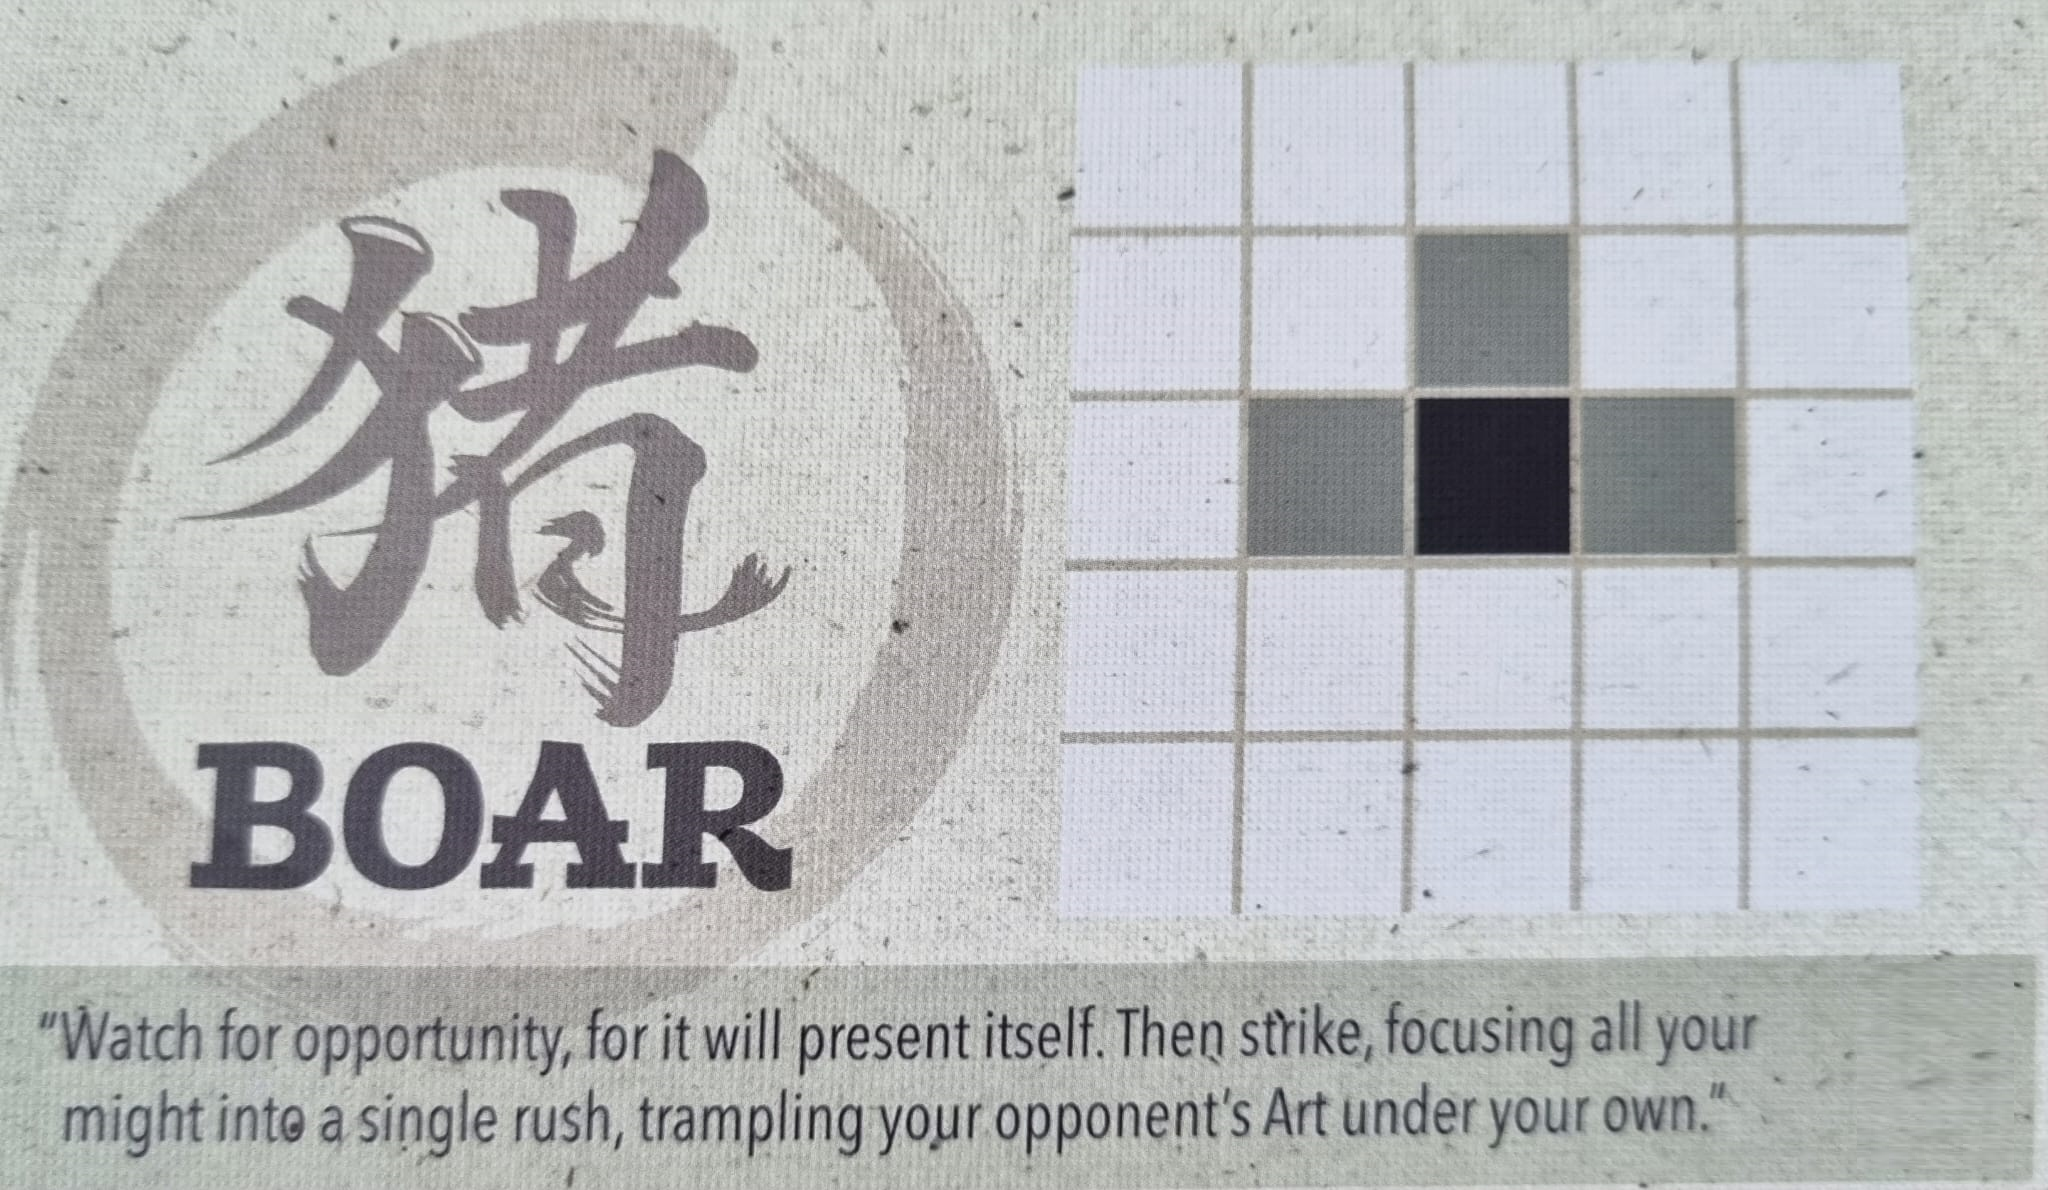 猪
BOAR
“Watch for opportunity, for it will present itself. Then strike, focusing all your
might into a single rush, trampling your opponent’s Art under your own.”